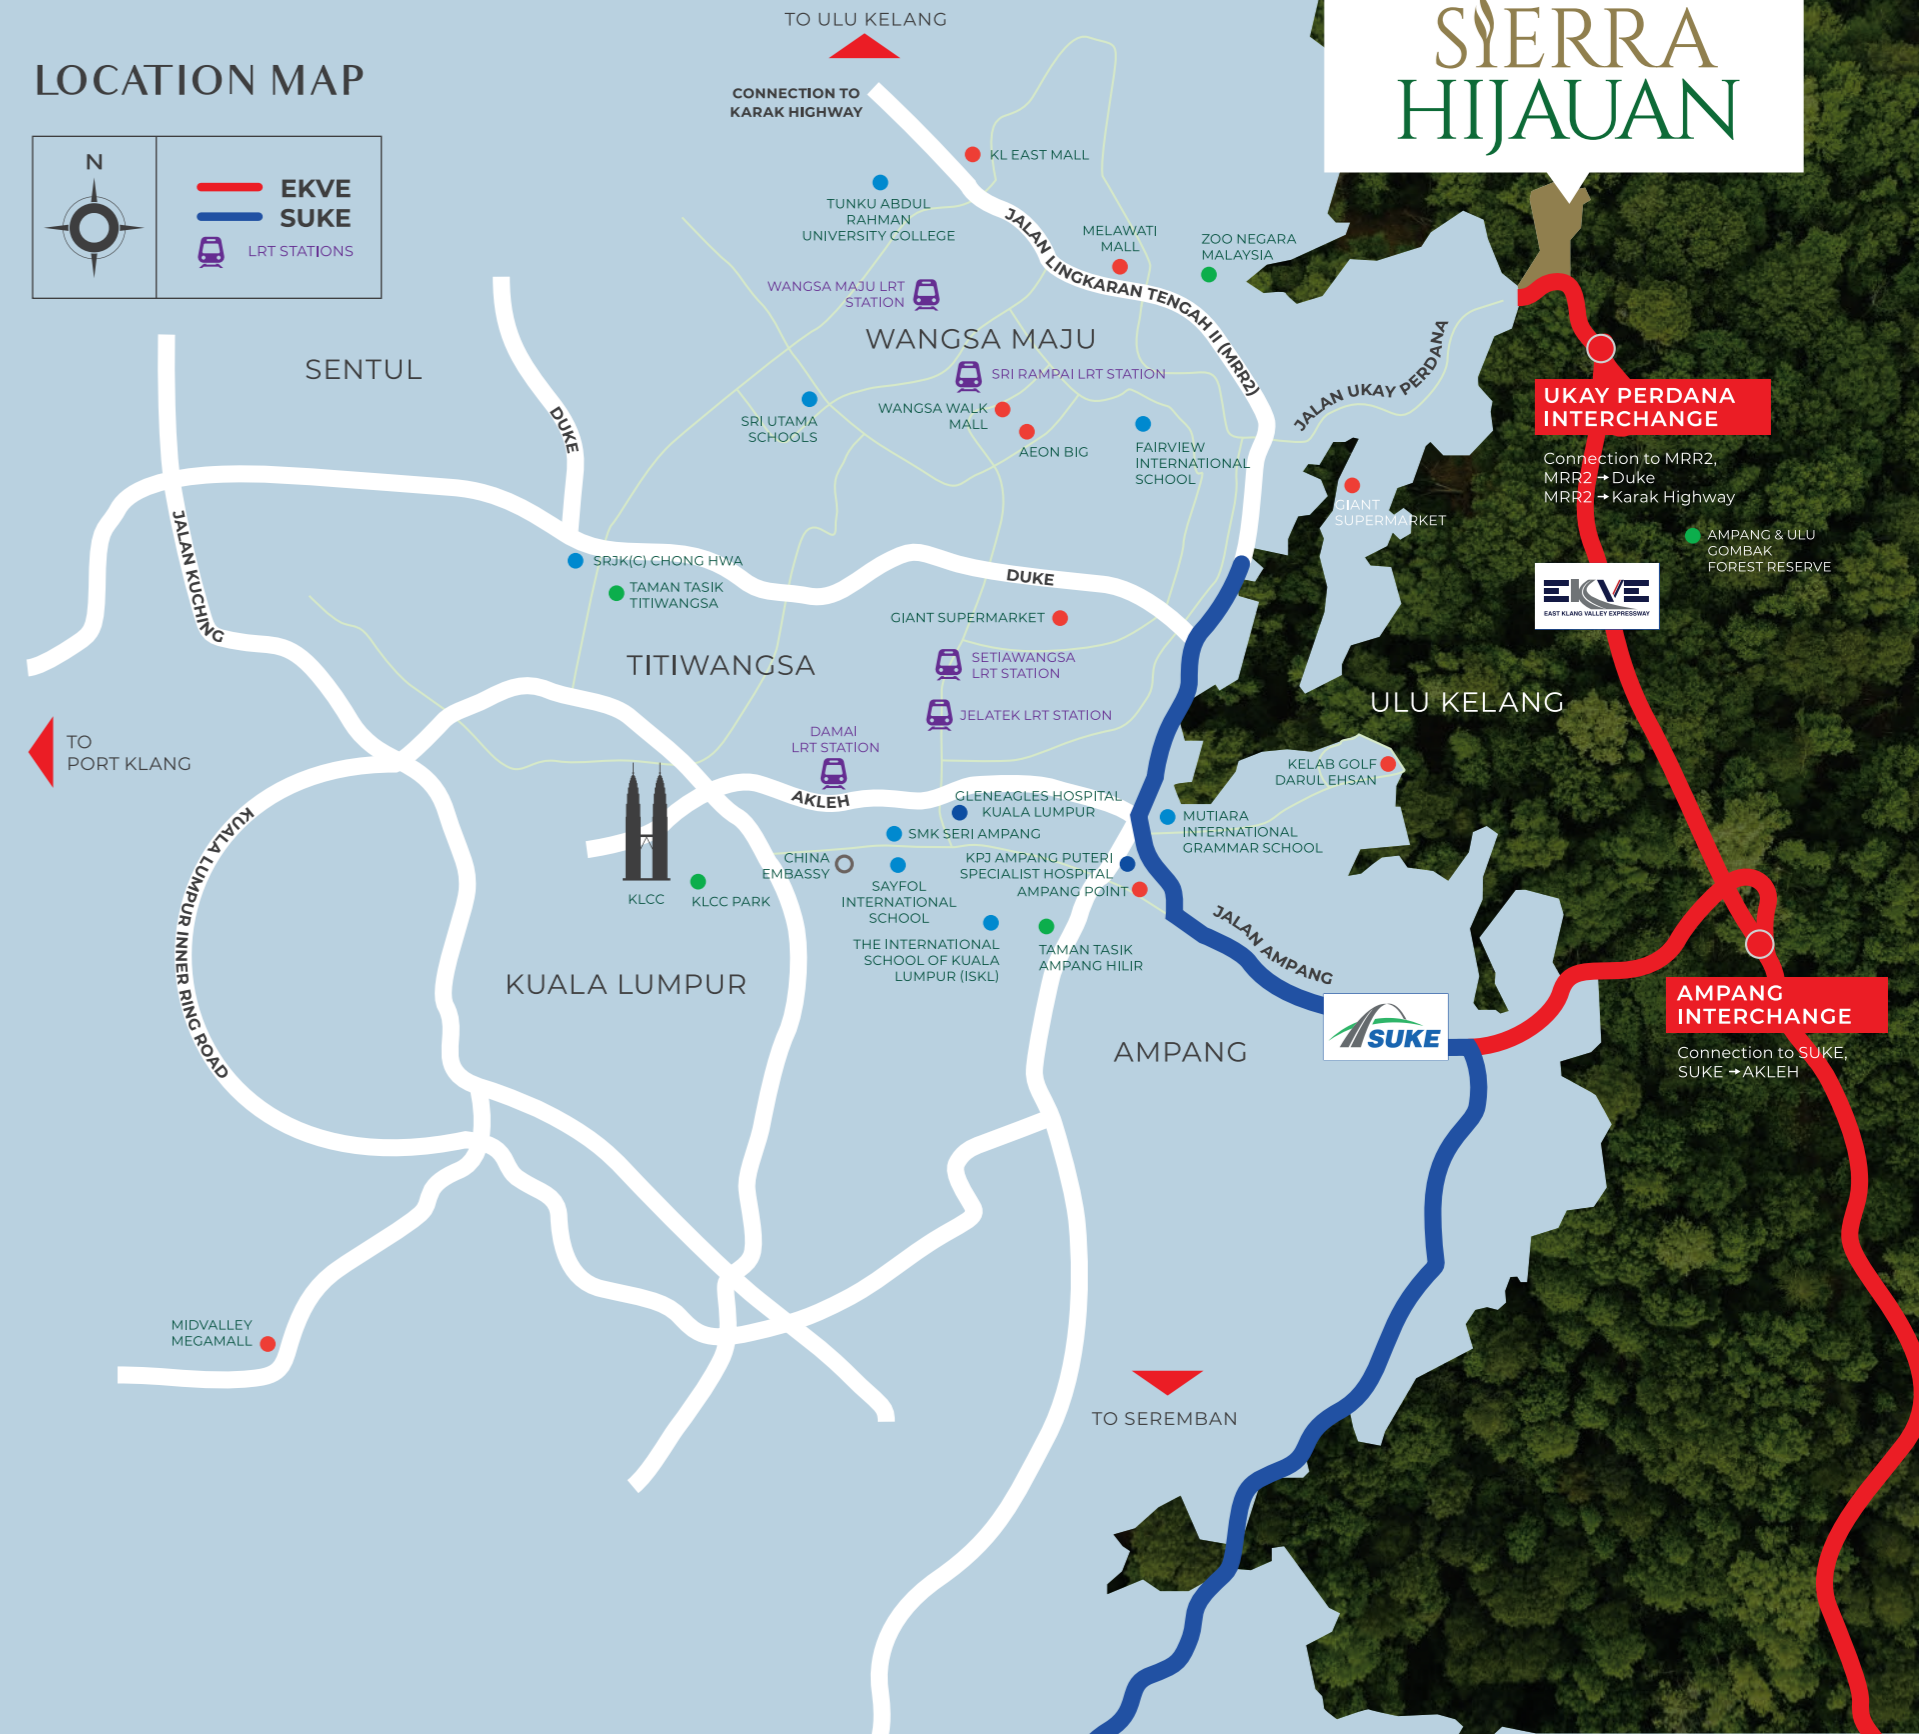 TO ULU KELANG
SIERRA
HIJAUAN
LOCATION MAP
CONNECTION TO
KARAK HIGHWAY
N
EKVE
SUKE
LRT STATIONS
KL EAST MALL
TUNKU ABDUL
RAHMAN
UNIVERSITY COLLEGE
JALAN LINGKARAN TENGAH II (MRR2)
MELAWATI
MALL
ZOO NEGARA
MALAYSIA
WANGSA MAJU LRT
STATION
WANGSA MAJU
SENTUL
SRI RAMPAI LRT STATION
JALAN UKAY PERDANA
UKAY PERDANA
INTERCHANGE
Connection to MRR2,
MRR2 → Duke
MRR2 → Karak Highway
DUKE
SRI UTAMA
SCHOOLS
WANGSA WALK
MALL
AEON BIG
FAIRVIEW
INTERNATIONAL
SCHOOL
GIANT
SUPERMARKET
AMPANG & ULU
GOMBAK
FOREST RESERVE
JALAN KUCHING
SRJK(C) CHONG HWA
TAMAN TASIK
TITIWANGSA
DUKE
EKVE
EAST KLANG VALLEY EXPRESSWAY
GIANT SUPERMARKET
TITIWANGSA
SETIAWANGSA
LRT STATION
JELATEK LRT STATION
ULU KELANG
TO
PORT KLANG
DAMAI
LRT STATION
AKLEH
KELAB GOLF
DARUL EHSAN
GLENEAGLES HOSPITAL
KUALA LUMPUR
SMK SERI AMPANG
MUTIARA
INTERNATIONAL
GRAMMAR SCHOOL
KUALA LUMPUR INNER RING ROAD
CHINA
EMBASSY
KPJ AMPANG PUTERI
SPECIALIST HOSPITAL
AMPANG POINT
KLCC
KLCC PARK
SAYFOL
INTERNATIONAL
SCHOOL
THE INTERNATIONAL
SCHOOL OF KUALA
LUMPUR (ISKL)
TAMAN TASIK
AMPANG HILIR
JALAN AMPANG
KUALA LUMPUR
AMPANG
INTERCHANGE
Connection to SUKE,
SUKE → AKLEH
SUKE
AMPANG
MIDVALLEY
MEGAMALL
TO SEREMBAN